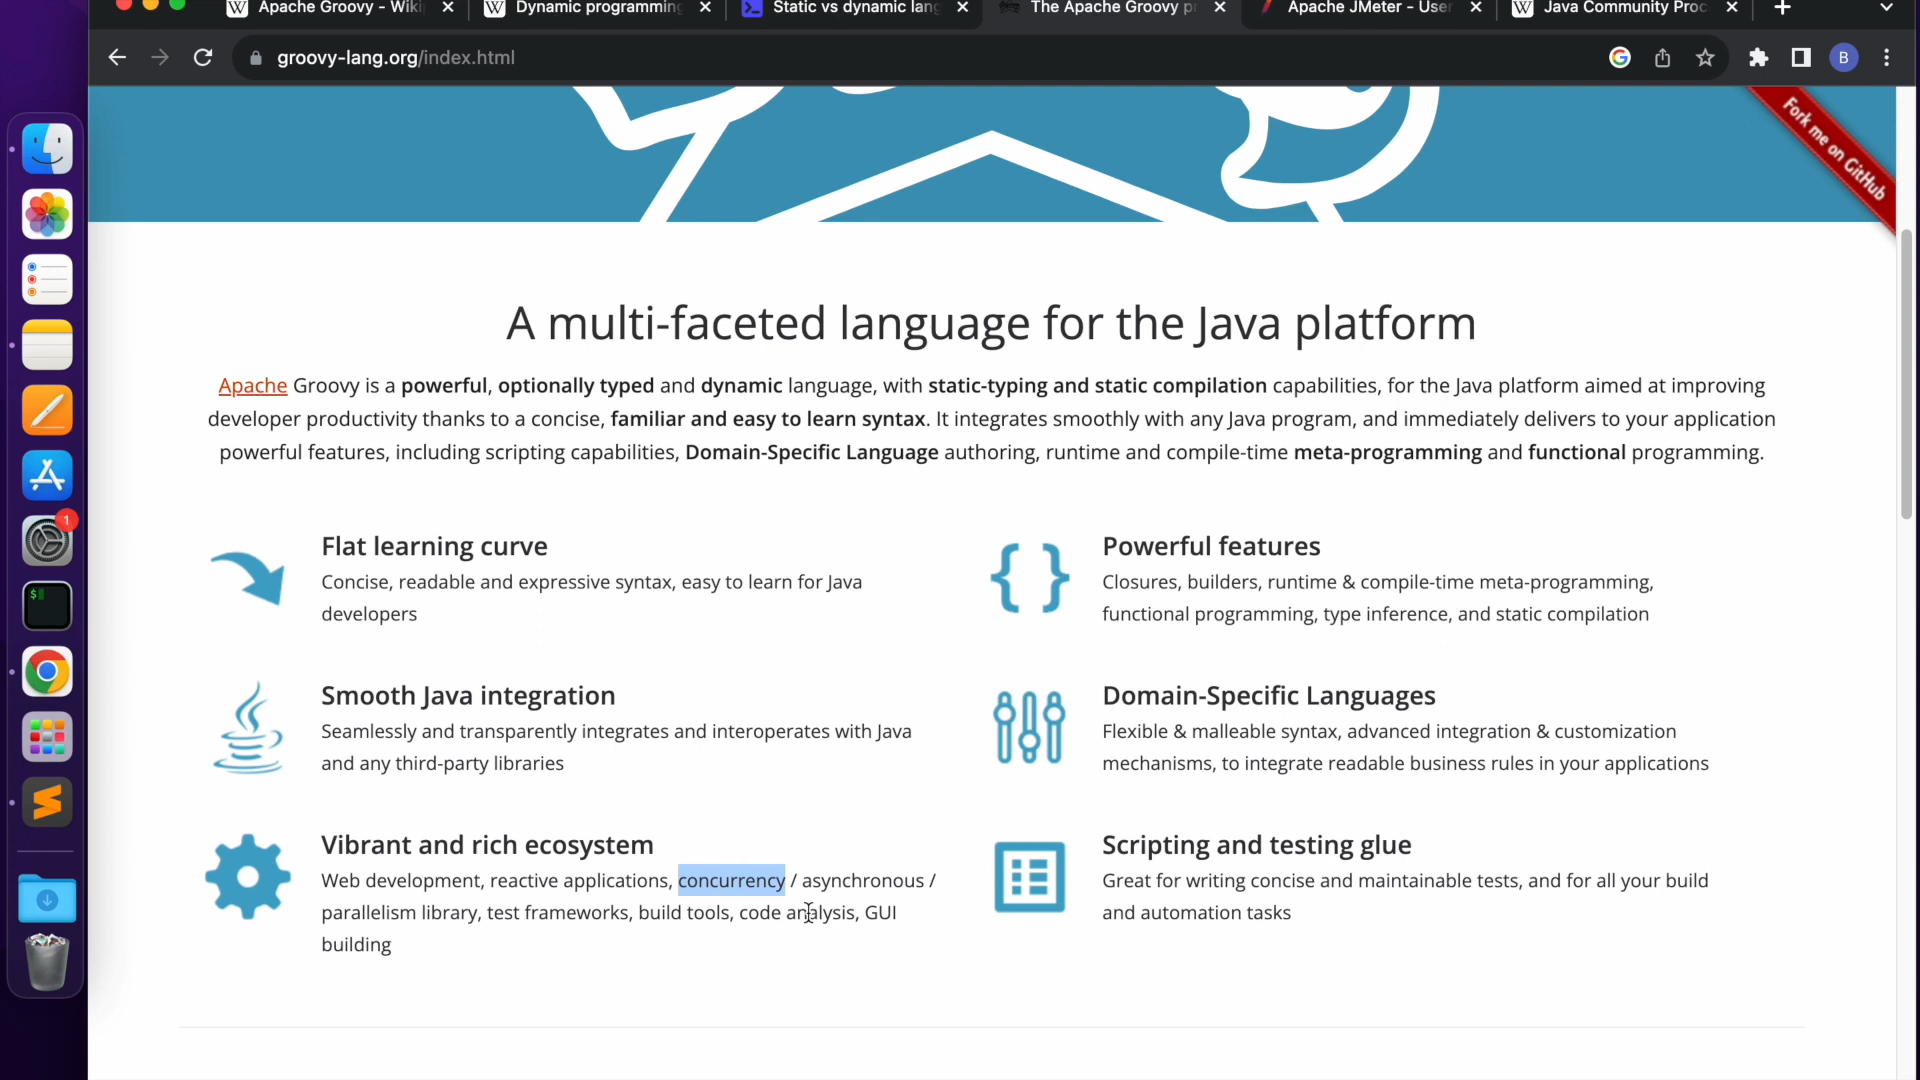 Apache Groovy - Wiki
Dynamic programming
Static vs dynamic lang
The Apache Groovy pr
Apache JMeter - User
Java Community Proc
groovy-lang.org/index.html
B
Fork me on GitHub
A multi-faceted language for the Java platform
Apache Groovy is a powerful, optionally typed and dynamic language, with static-typing and static compilation capabilities, for the Java platform aimed at improving
developer productivity thanks to a concise, familiar and easy to learn syntax. It integrates smoothly with any Java program, and immediately delivers to your application
powerful features, including scripting capabilities, Domain-Specific Language authoring, runtime and compile-time meta-programming and functional programming.
Flat learning curve
Concise, readable and expressive syntax, easy to learn for Java
developers
Powerful features
Closures, builders, runtime & compile-time meta-programming,
functional programming, type inference, and static compilation
Smooth Java integration
Seamlessly and transparently integrates and interoperates with Java
and any third-party libraries
Domain-Specific Languages
Flexible & malleable syntax, advanced integration & customization
mechanisms, to integrate readable business rules in your applications
Vibrant and rich ecosystem
Web development, reactive applications, concurrency / asynchronous /
parallelism library, test frameworks, build tools, code analysis, GUI
building
Scripting and testing glue
Great for writing concise and maintainable tests, and for all your build
and automation tasks
1
$